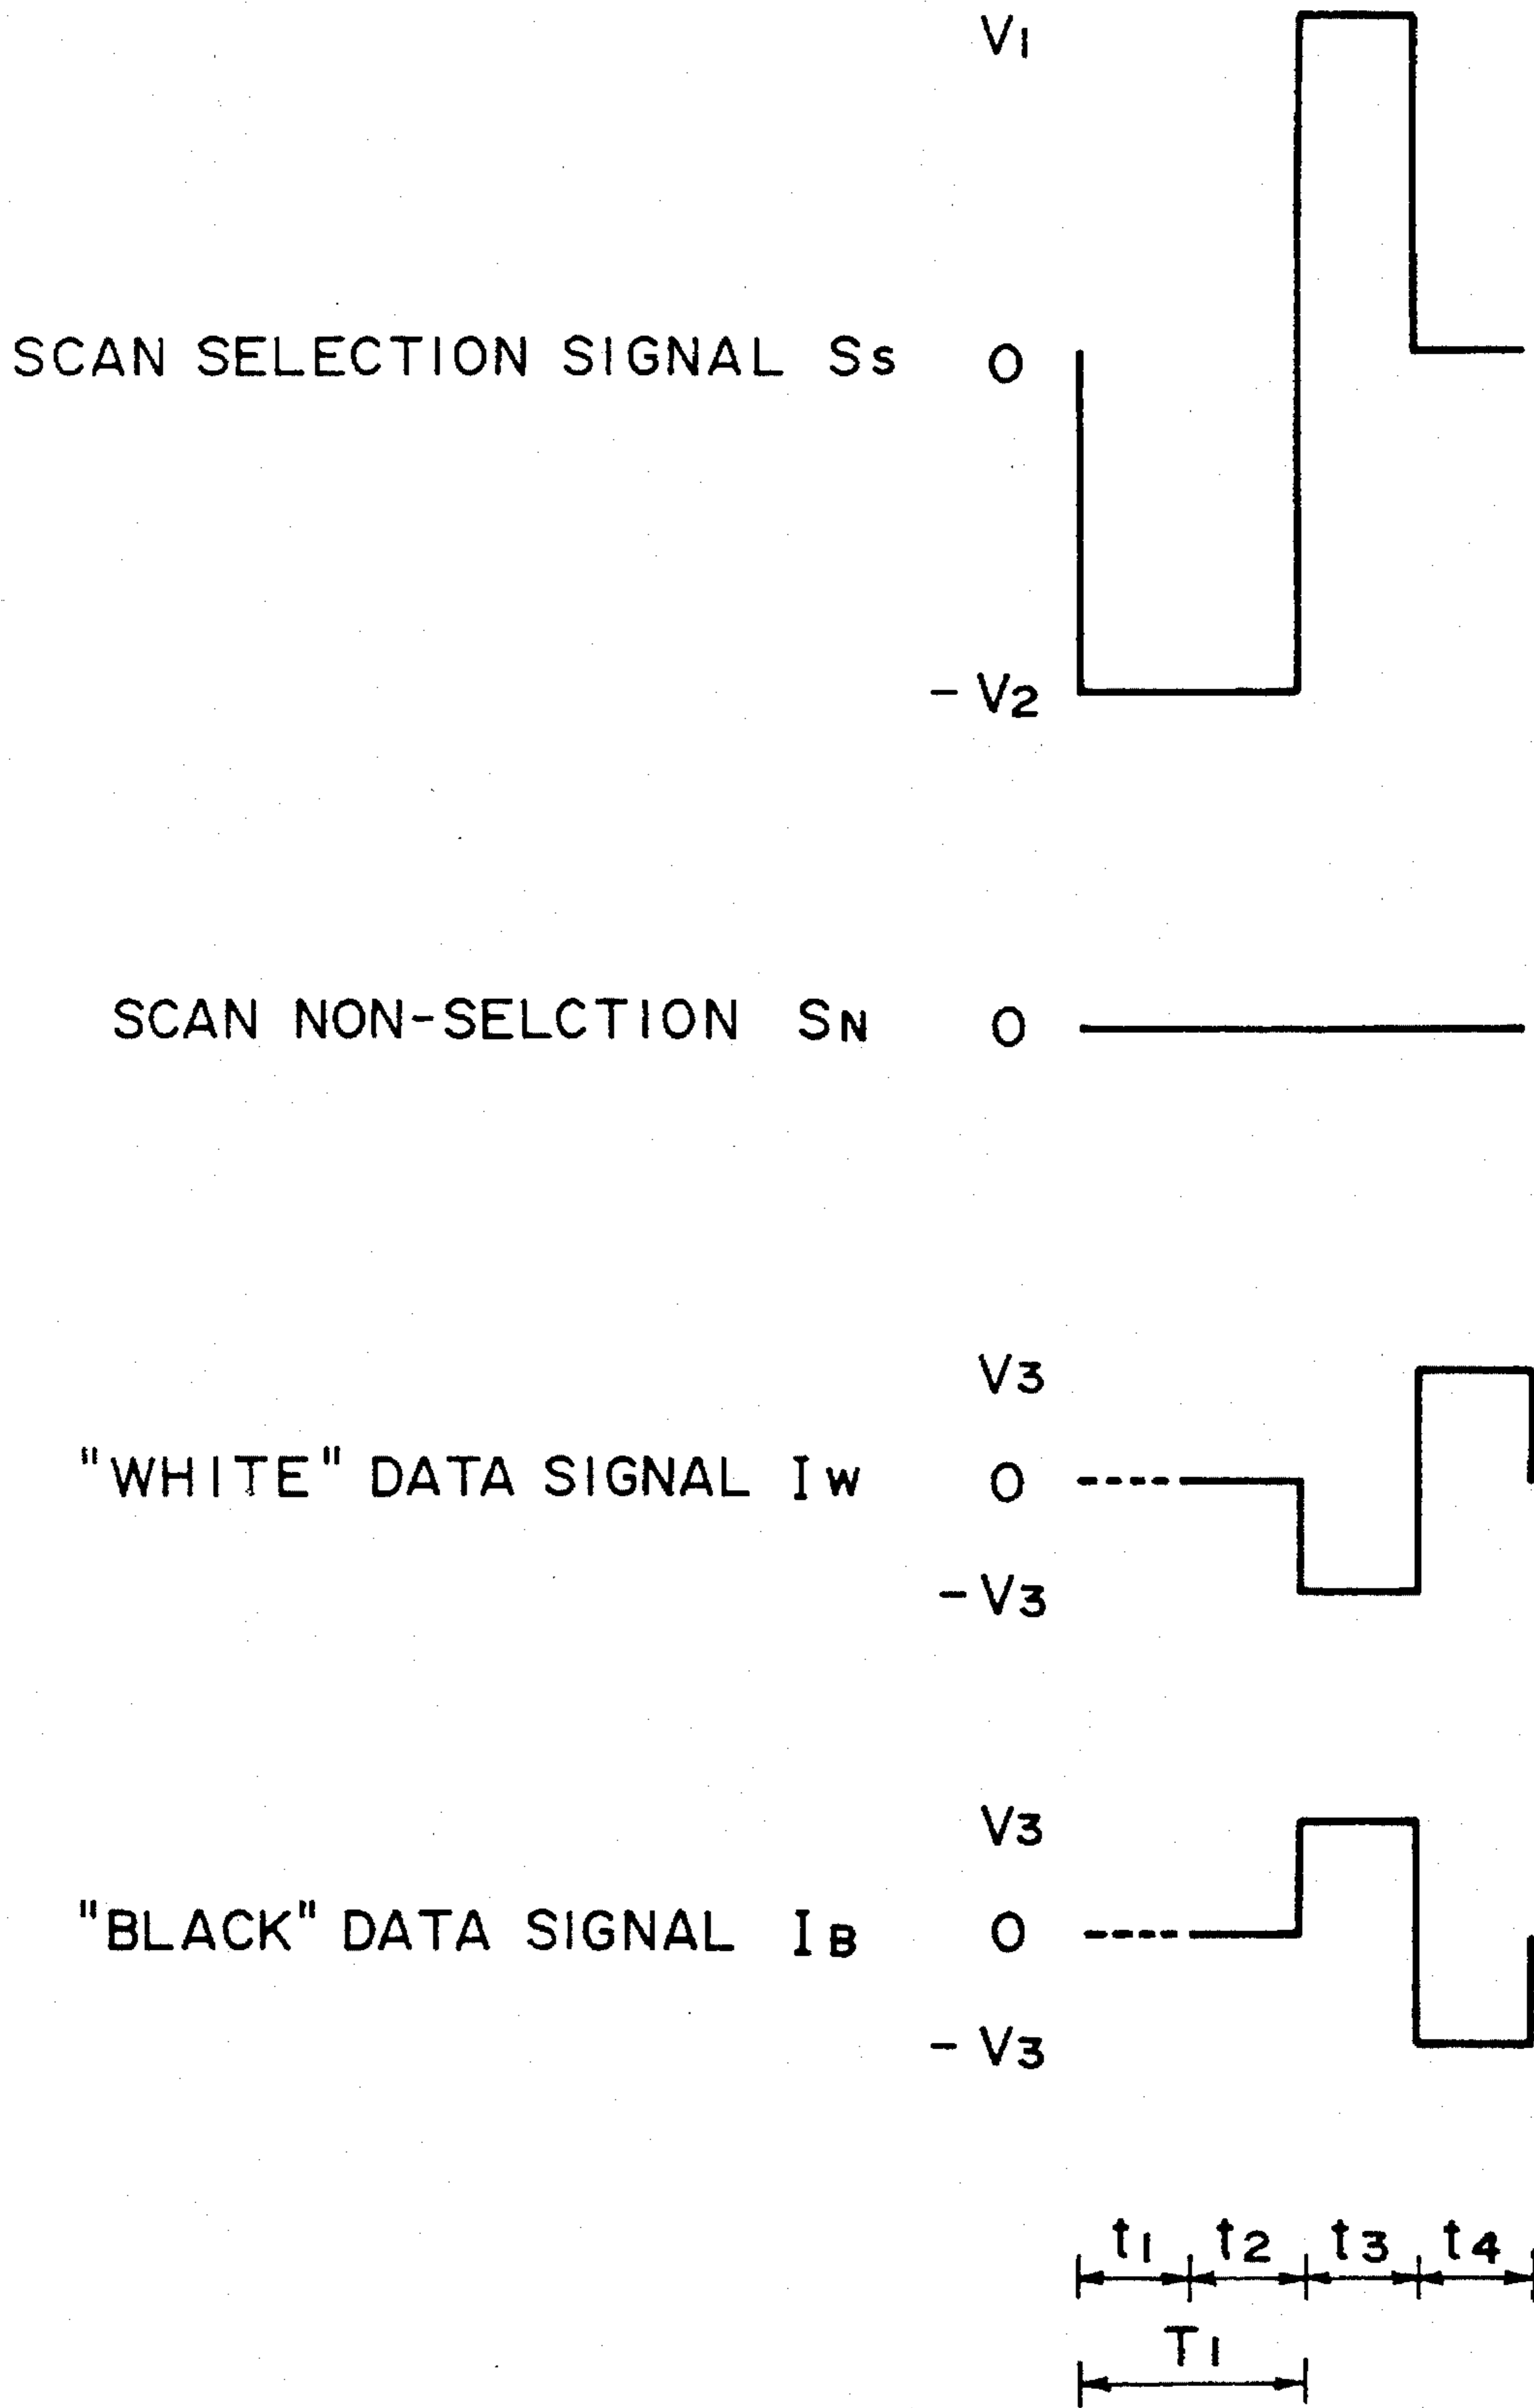 V1
SCAN SELECTION SIGNAL Ss 0
- V2
SCAN NON-SELCTION SN 0
V3
"WHITE" DATA SIGNAL IW 0
- V3
V3
"BLACK" DATA SIGNAL IB 0
- V3
t1 t2 t3 t4
T1